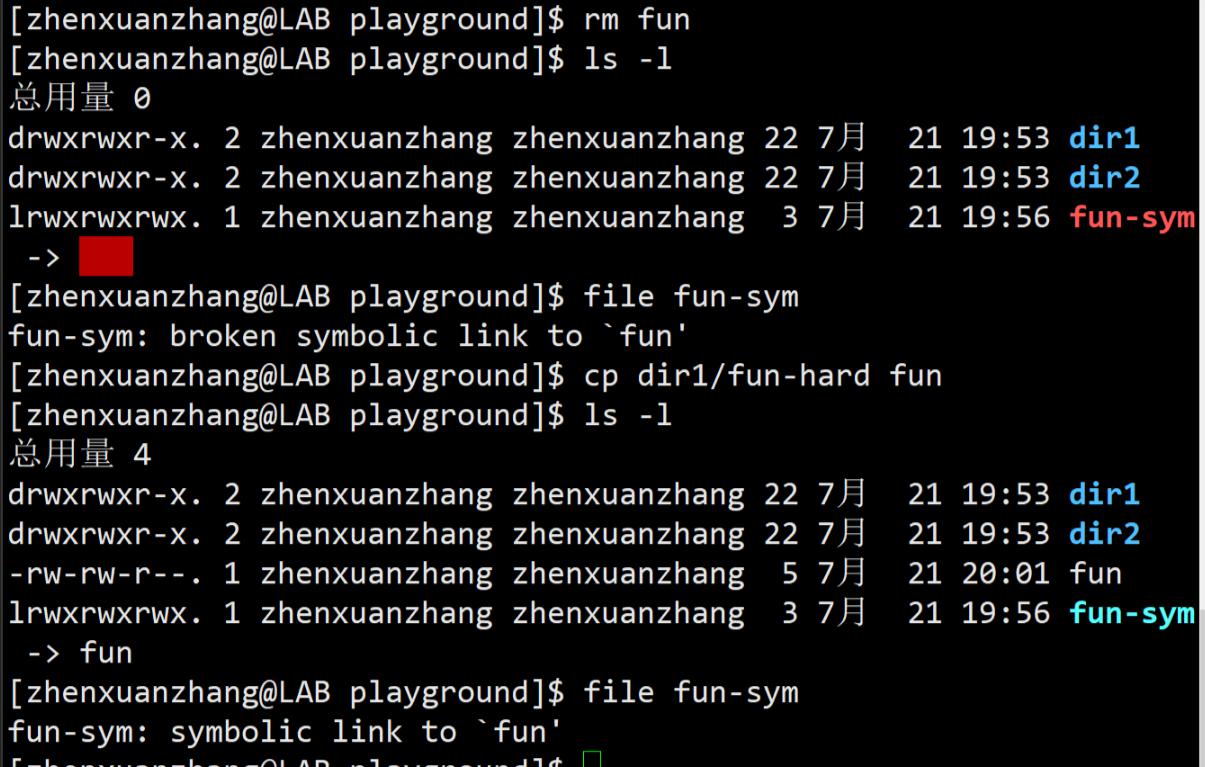 [zhenxuanzhang@LAB playground]$ rm fun
[zhenxuanzhang@LAB playground]$ ls -l
总用量 0
drwxrwxr-x. 2 zhenxuanzhang zhenxuanzhang 22 7月  21 19:53 dir1
drwxrwxr-x. 2 zhenxuanzhang zhenxuanzhang 22 7月  21 19:53 dir2
lrwxrwxrwx. 1 zhenxuanzhang zhenxuanzhang  3 7月  21 19:56 fun-sym
 ->
[zhenxuanzhang@LAB playground]$ file fun-sym
fun-sym: broken symbolic link to `fun'
[zhenxuanzhang@LAB playground]$ cp dir1/fun-hard fun
[zhenxuanzhang@LAB playground]$ ls -l
总用量 4
drwxrwxr-x. 2 zhenxuanzhang zhenxuanzhang 22 7月  21 19:53 dir1
drwxrwxr-x. 2 zhenxuanzhang zhenxuanzhang 22 7月  21 19:53 dir2
-rw-rw-r--. 1 zhenxuanzhang zhenxuanzhang  5 7月  21 20:01 fun
lrwxrwxrwx. 1 zhenxuanzhang zhenxuanzhang  3 7月  21 19:56 fun-sym
 -> fun
[zhenxuanzhang@LAB playground]$ file fun-sym
fun-sym: symbolic link to `fun'
[zhenxuanzhang@LAB playground]$